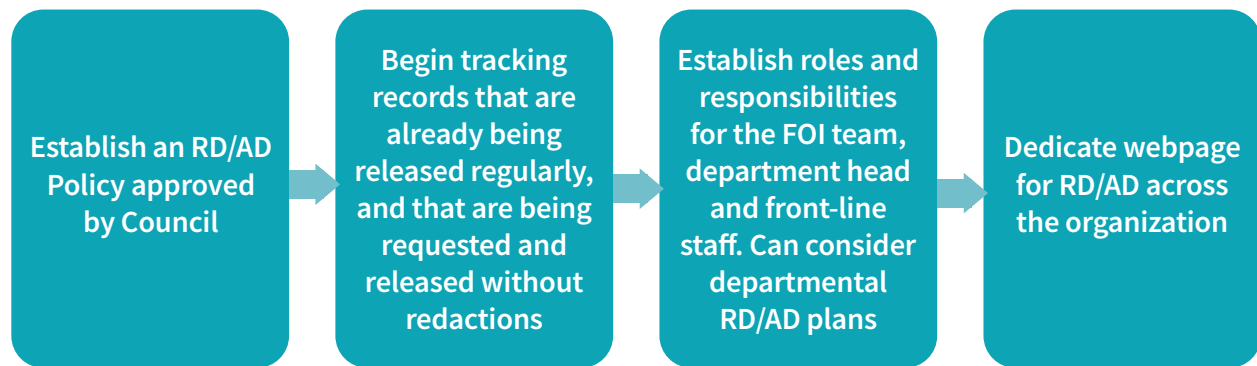 Establish an RD/AD
Policy approved
by Council
Begin tracking
records that are
already being
released regularly,
and that are being
requested and
released without
redactions
Establish roles and
responsibilities
for the FOI team,
department head
and front-line
staff. Can consider
departmental
RD/AD plans
Dedicate webpage
for RD/AD across
the organization